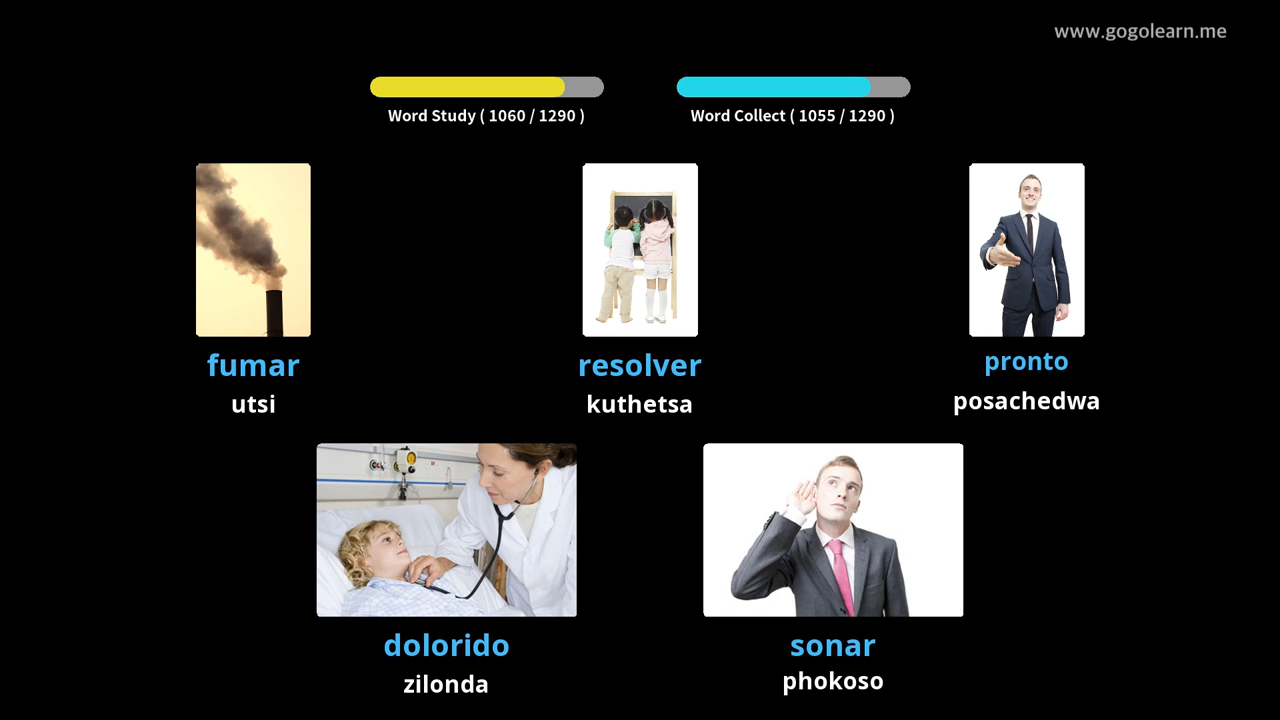 www.gogolearn.me
Word Study ( 1060 / 1290 )
Word Collect ( 1055 / 1290 )
fumar
utsi
resolver
kuthetsa
pronto
posachedwa
dolorido
zilonda
sonar
phokoso